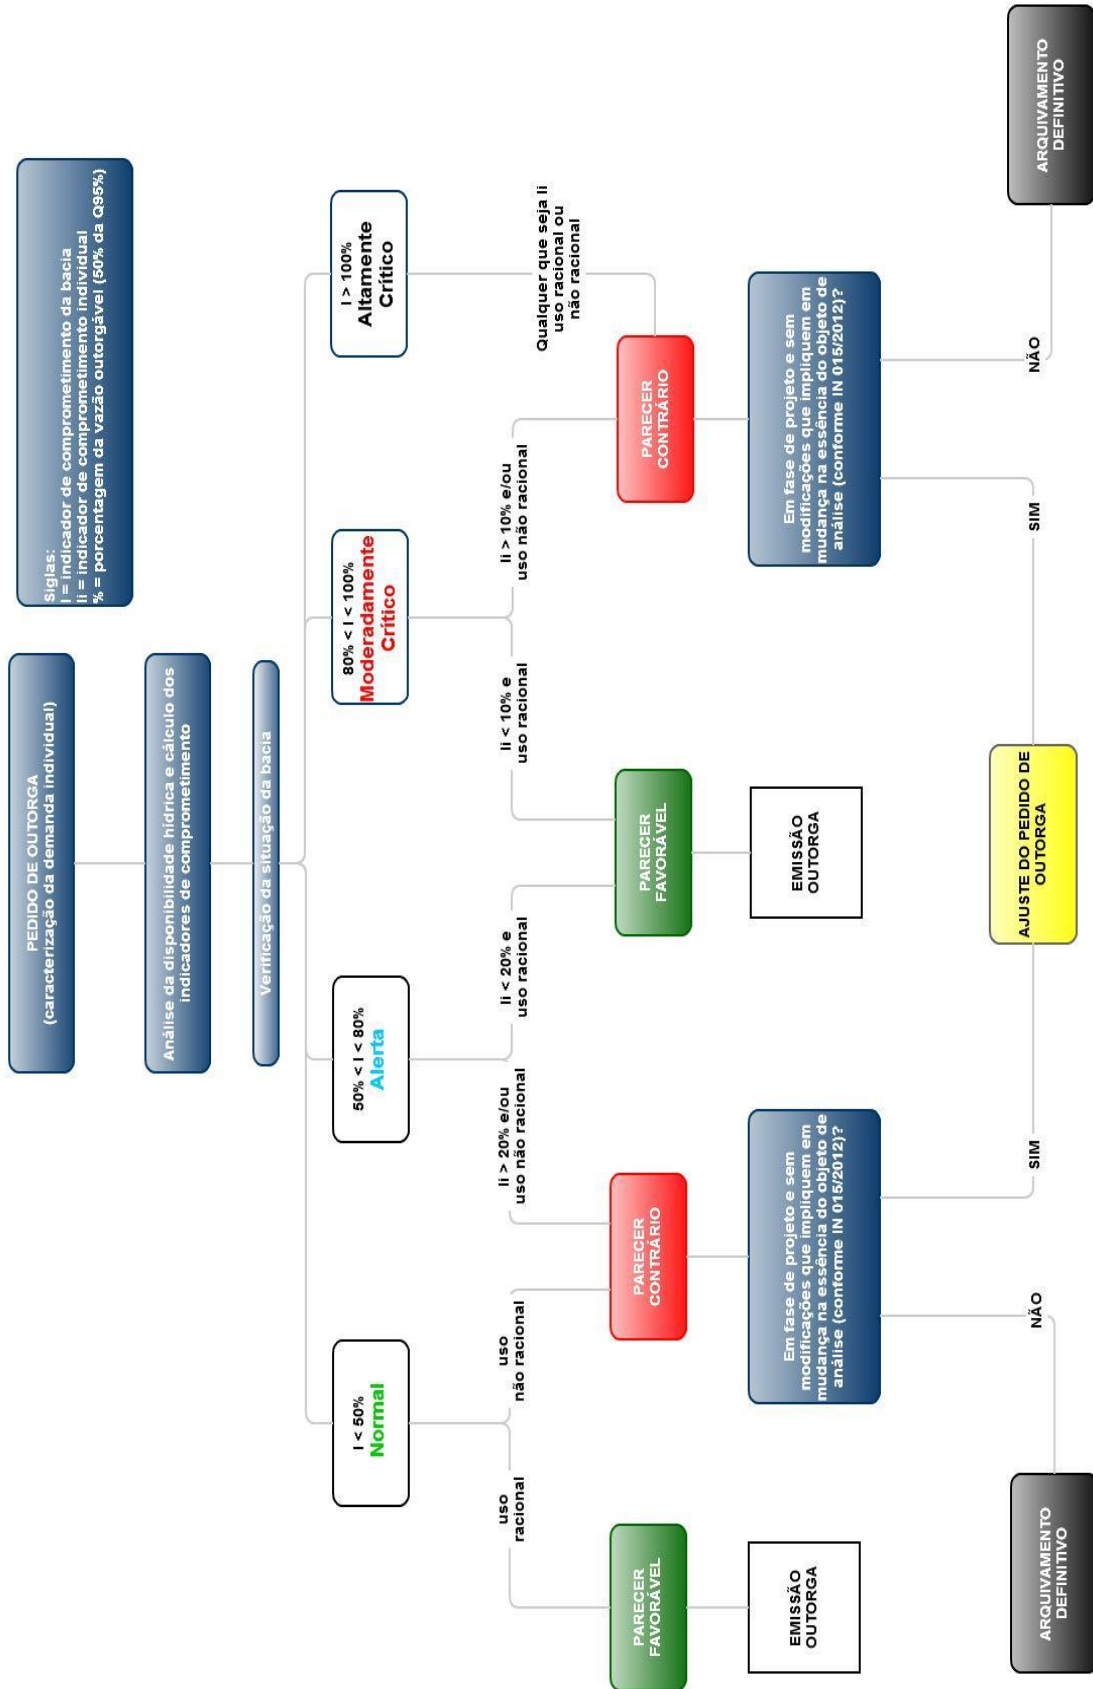 PEDIDO DE OUTORGA
(caracterização da demanda individual)
Siglas:
I = indicador de comprometimento da bacia
Ii = indicador de comprometimento individual
% = porcentagem da vazão outorgável (50% da Q95%)
Análise da disponibilidade hídrica e cálculo dos
indicadores de comprometimento
Verificação da situação da bacia
I < 50%
Normal
50% < I < 80%
Alerta
80% < I < 100%
Moderadamente
Crítico
I > 100%
Altamente
Crítico
uso
racional
uso
não racional
Ii > 20% e/ou
uso não racional
Ii < 20% e
uso racional
Ii < 10% e
uso racional
Ii > 10% e/ou
uso não racional
Qualquer que seja Ii
uso racional ou
não racional
PARECER
FAVORÁVEL
PARECER
CONTRÁRIO
PARECER
FAVORÁVEL
PARECER
CONTRÁRIO
EMISSÃO
OUTORGA
Em fase de projeto e sem
modificações que impliquem em
mudança na essência do objeto de
análise (conforme IN 015/2012)?
EMISSÃO
OUTORGA
Em fase de projeto e sem
modificações que impliquem em
mudança na essência do objeto de
análise (conforme IN 015/2012)?
NÃO
SIM
SIM
NÃO
ARQUIVAMENTO
DEFINITIVO
AJUSTE DO PEDIDO DE
OUTORGA
ARQUIVAMENTO
DEFINITIVO